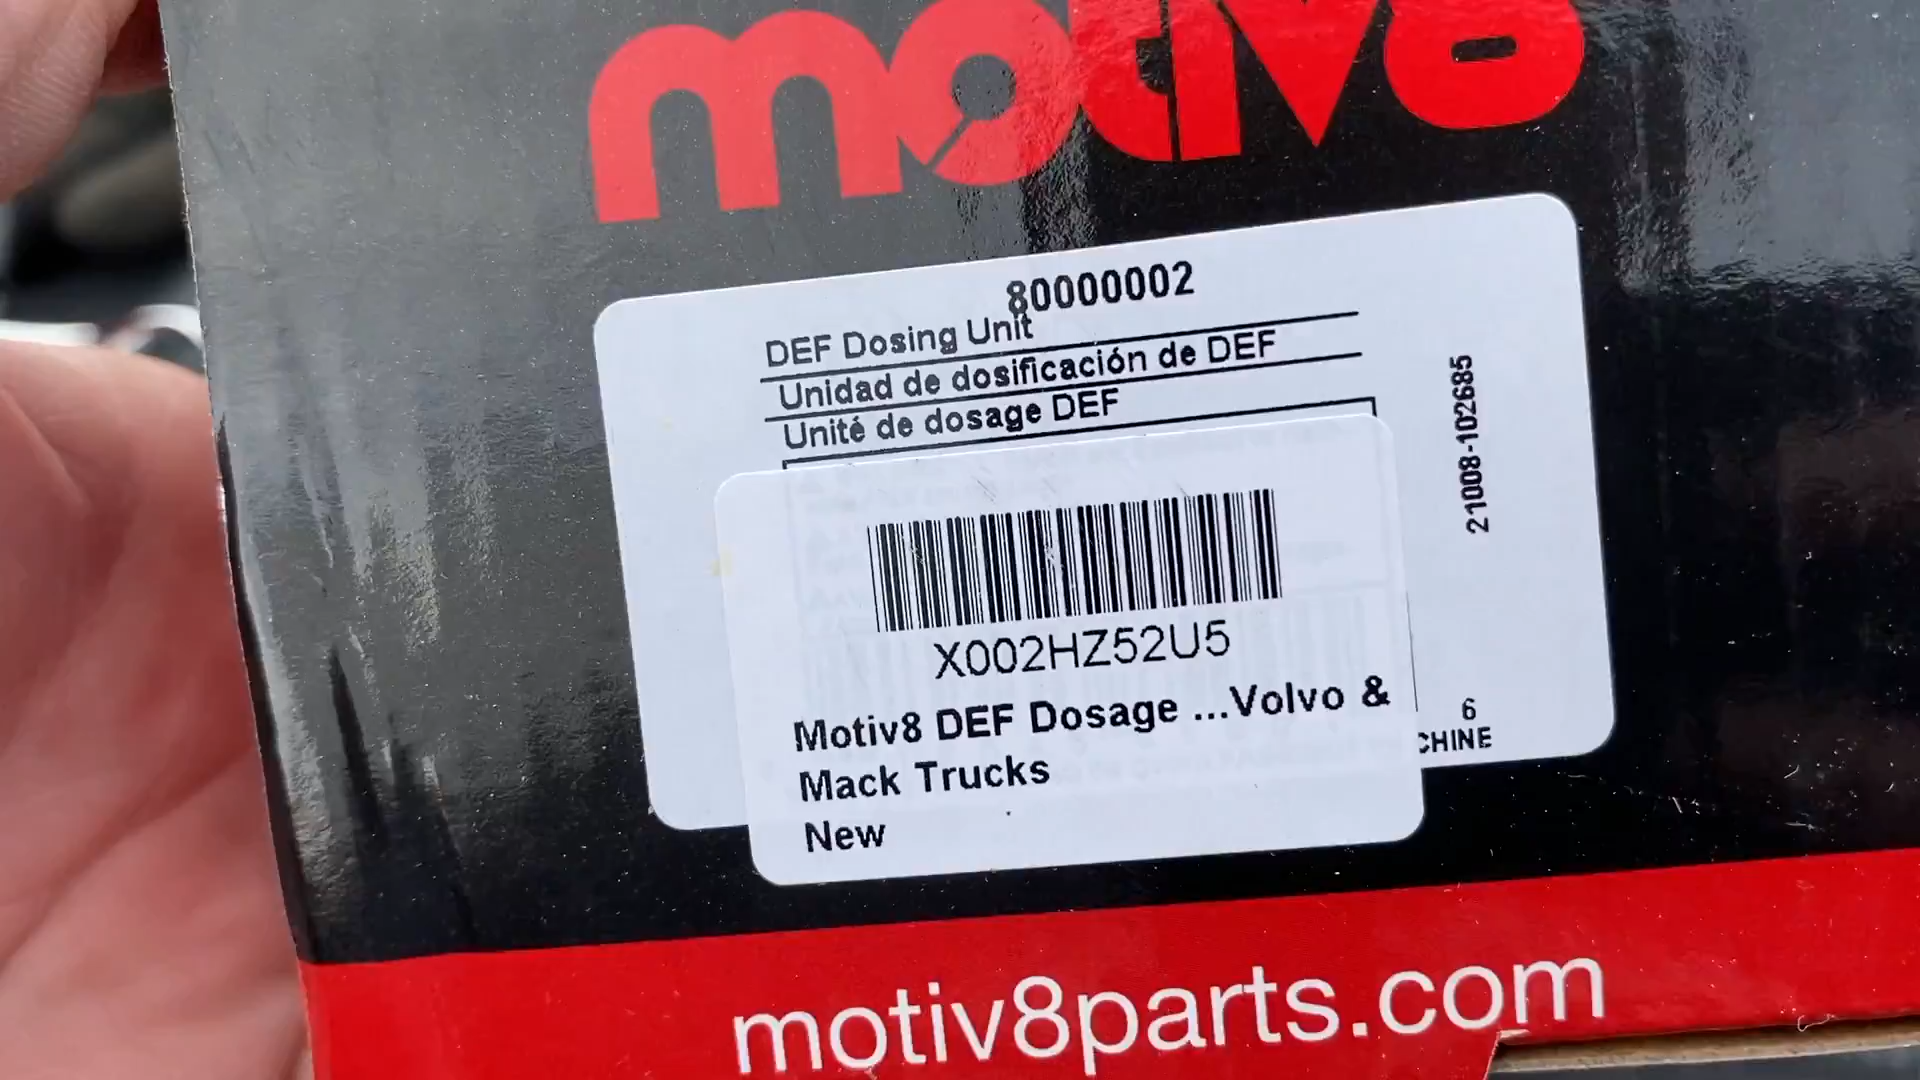 motiv8
80000002
DEF Dosing Unit
Unidad de dosificación de DEF
Unité de dosage DEF
21008-102685
X002HZ52U5
Motiv8 DEF Dosage ...Volvo &
Mack Trucks
New
6
CHINE
motiv8parts.com